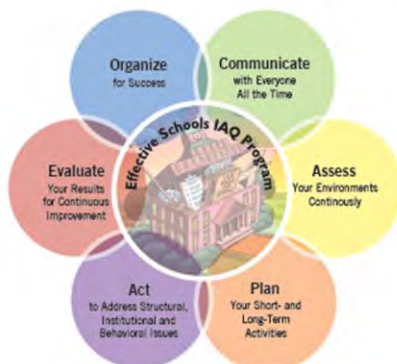 Organize
for Success
Communicate
with Everyone
All the Time
Effective Schools IAQ Program
Evaluate
Your Results
for Continuous
Improvement
Assess
Your Environments
Continously
Act
to Address Structural,
Institutional and
Behavioral Issues
Plan
Your Short- and
Long-Term
Activities